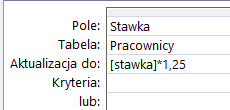 Pole: Stawka
Tabela: Pracownicy
Aktualizacja do: [stawka]*1,25
Kryteria:
lub: